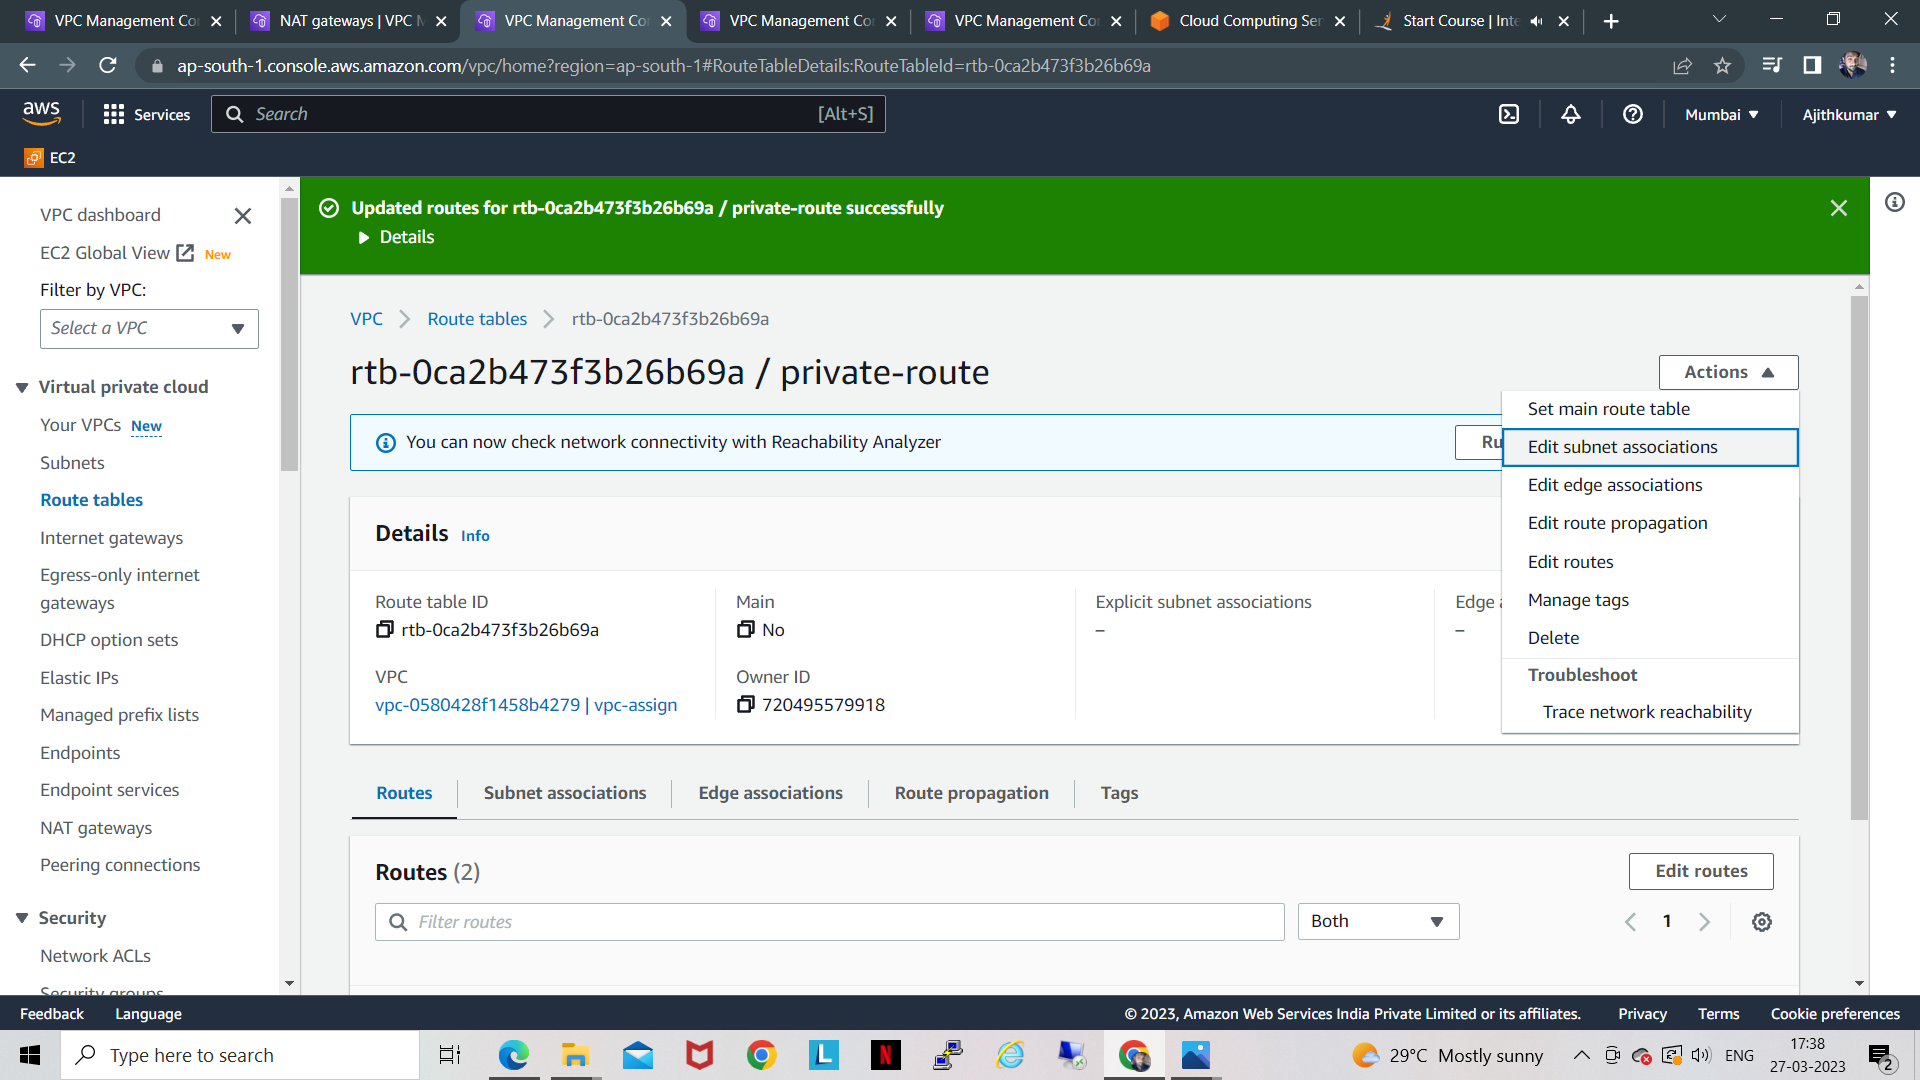 VPC Management Co
NAT gateways | VPC M
VPC Management Co
VPC Management Co
VPC Management Co
Cloud Computing Ser
Start Course | Inte
ap-south-1.console.aws.amazon.com/vpc/home?region=ap-south-1#RouteTableDetails:RouteTableId=rtb-0ca2b473f3b26b69a
aws
Services
Search
[Alt+S]
Mumbai
Ajithkumar
EC2
VPC dashboard
EC2 Global View New
Filter by VPC:
Select a VPC
Virtual private cloud
Your VPCs New
Subnets
Route tables
Internet gateways
Egress-only internet
gateways
DHCP option sets
Elastic IPs
Managed prefix lists
Endpoints
Endpoint services
NAT gateways
Peering connections
Security
Network ACLs
Security groups
Updated routes for rtb-0ca2b473f3b26b69a / private-route successfully
Details
VPC
Route tables
rtb-0ca2b473f3b26b69a
rtb-0ca2b473f3b26b69a / private-route
Actions
Set main route table
Edit subnet associations
Edit edge associations
Edit route propagation
Edit routes
Manage tags
Delete
Troubleshoot
Trace network reachability
You can now check network connectivity with Reachability Analyzer
Ru
Details Info
Route table ID
rtb-0ca2b473f3b26b69a
Main
No
Explicit subnet associations
–
Edge
–
VPC
vpc-0580428f1458b4279 | vpc-assign
Owner ID
720495579918
Routes
Subnet associations
Edge associations
Route propagation
Tags
Routes (2)
Edit routes
Filter routes
Both
1
Feedback
Language
© 2023, Amazon Web Services India Private Limited or its affiliates.
Privacy
Terms
Cookie preferences
Type here to search
L
N
29°C Mostly sunny
ENG
17:38
27-03-2023
2